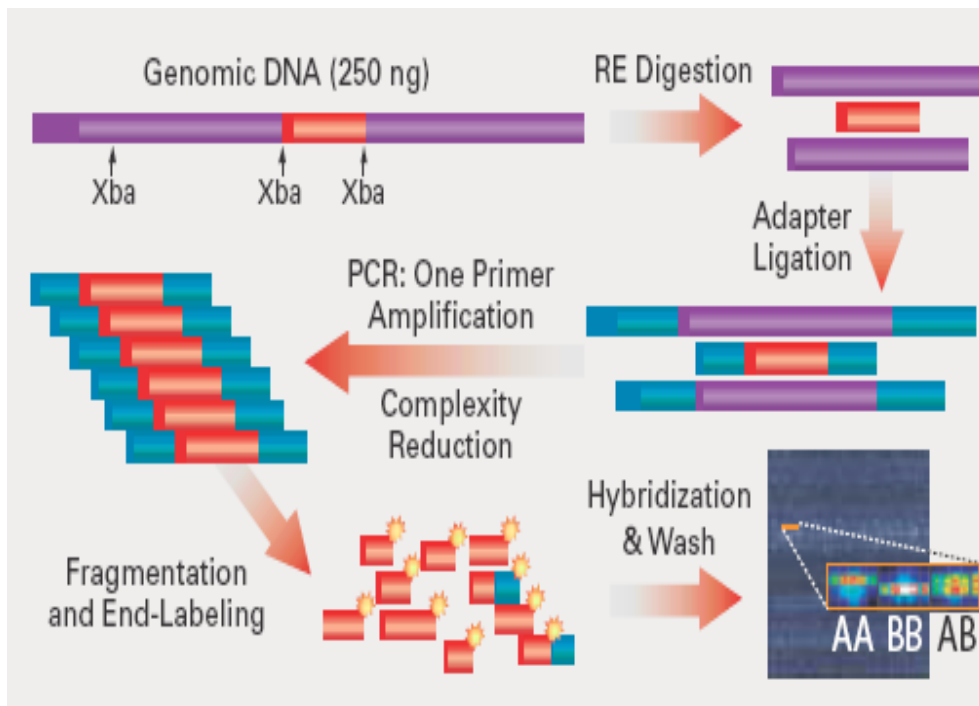 Genomic DNA (250 ng)
RE Digestion
Xba
Xba
Xba
Adapter
Ligation
PCR: One Primer
Amplification
Complexity
Reduction
Hybridization
& Wash
Fragmentation
and End-Labeling
AA BB AB